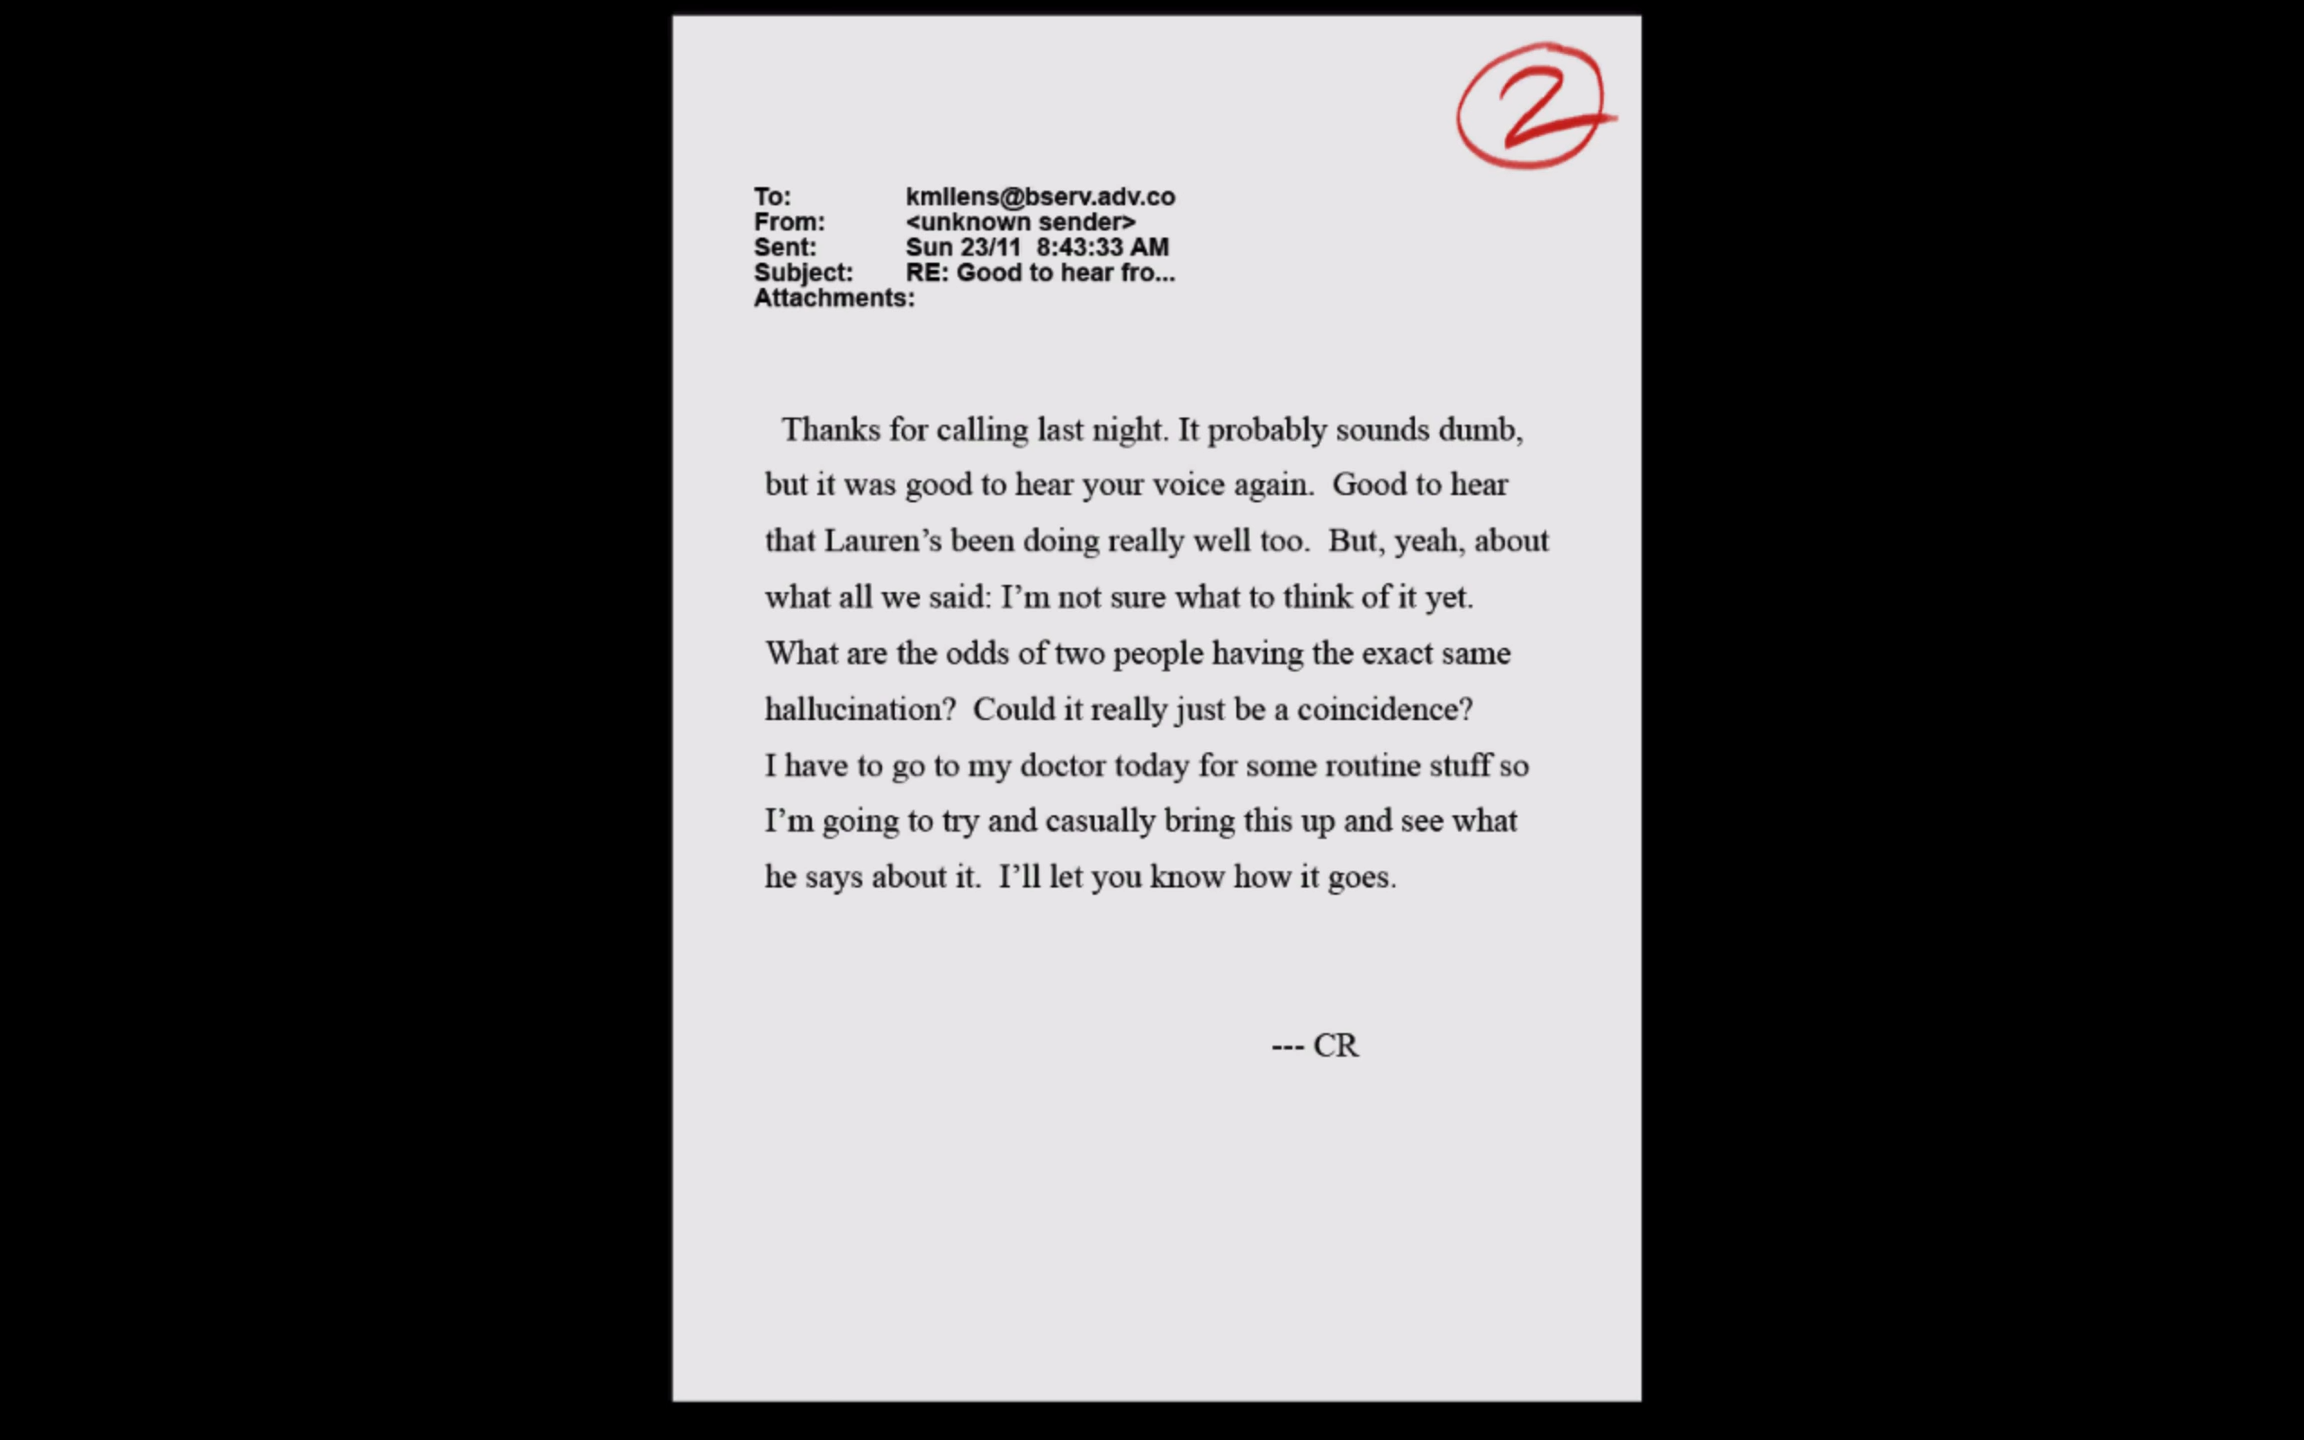 2
To: kmllens@bserv.adv.co
From: <unknown sender>
Sent: Sun 23/11  8:43:33 AM
Subject: RE: Good to hear fro...
Attachments:
Thanks for calling last night. It probably sounds dumb,
but it was good to hear your voice again.  Good to hear
that Lauren’s been doing really well too.  But, yeah, about
what all we said: I’m not sure what to think of it yet.
What are the odds of two people having the exact same
hallucination?  Could it really just be a coincidence?
I have to go to my doctor today for some routine stuff so
I’m going to try and casually bring this up and see what
he says about it.  I’ll let you know how it goes.
--- CR